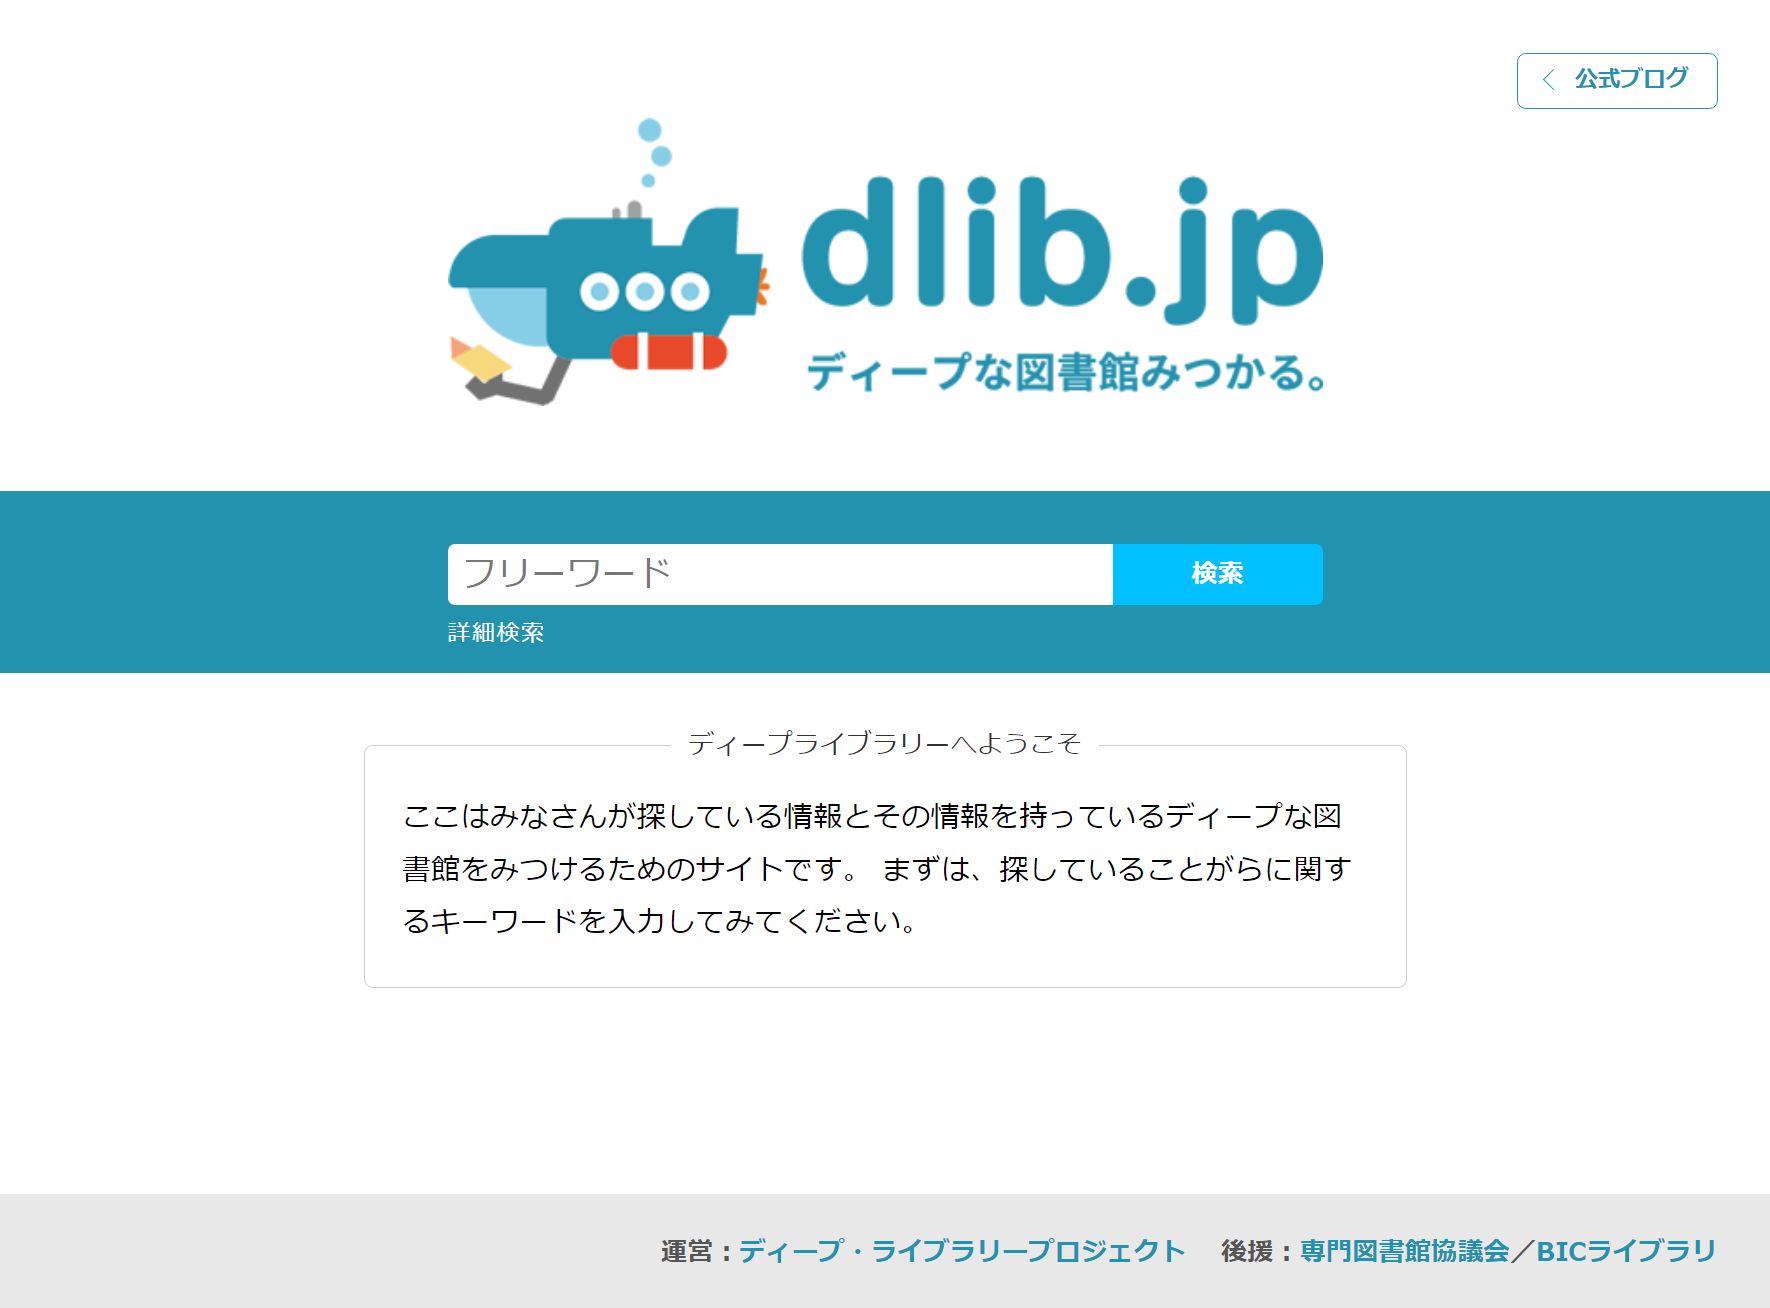 公式ブログ
dlib.jp
ディープな図書館みつかる。
フリーワード
検索
詳細検索
ディープライブラリーへようこそ
ここはみなさんが探している情報とその情報を持っているディープな図
書館をみつけるためのサイトです。 まずは、探していることがらに関す
るキーワードを入力してみてください。
運営：ディープ・ライブラリープロジェクト 後援：専門図書館協議会／BICライブラリ